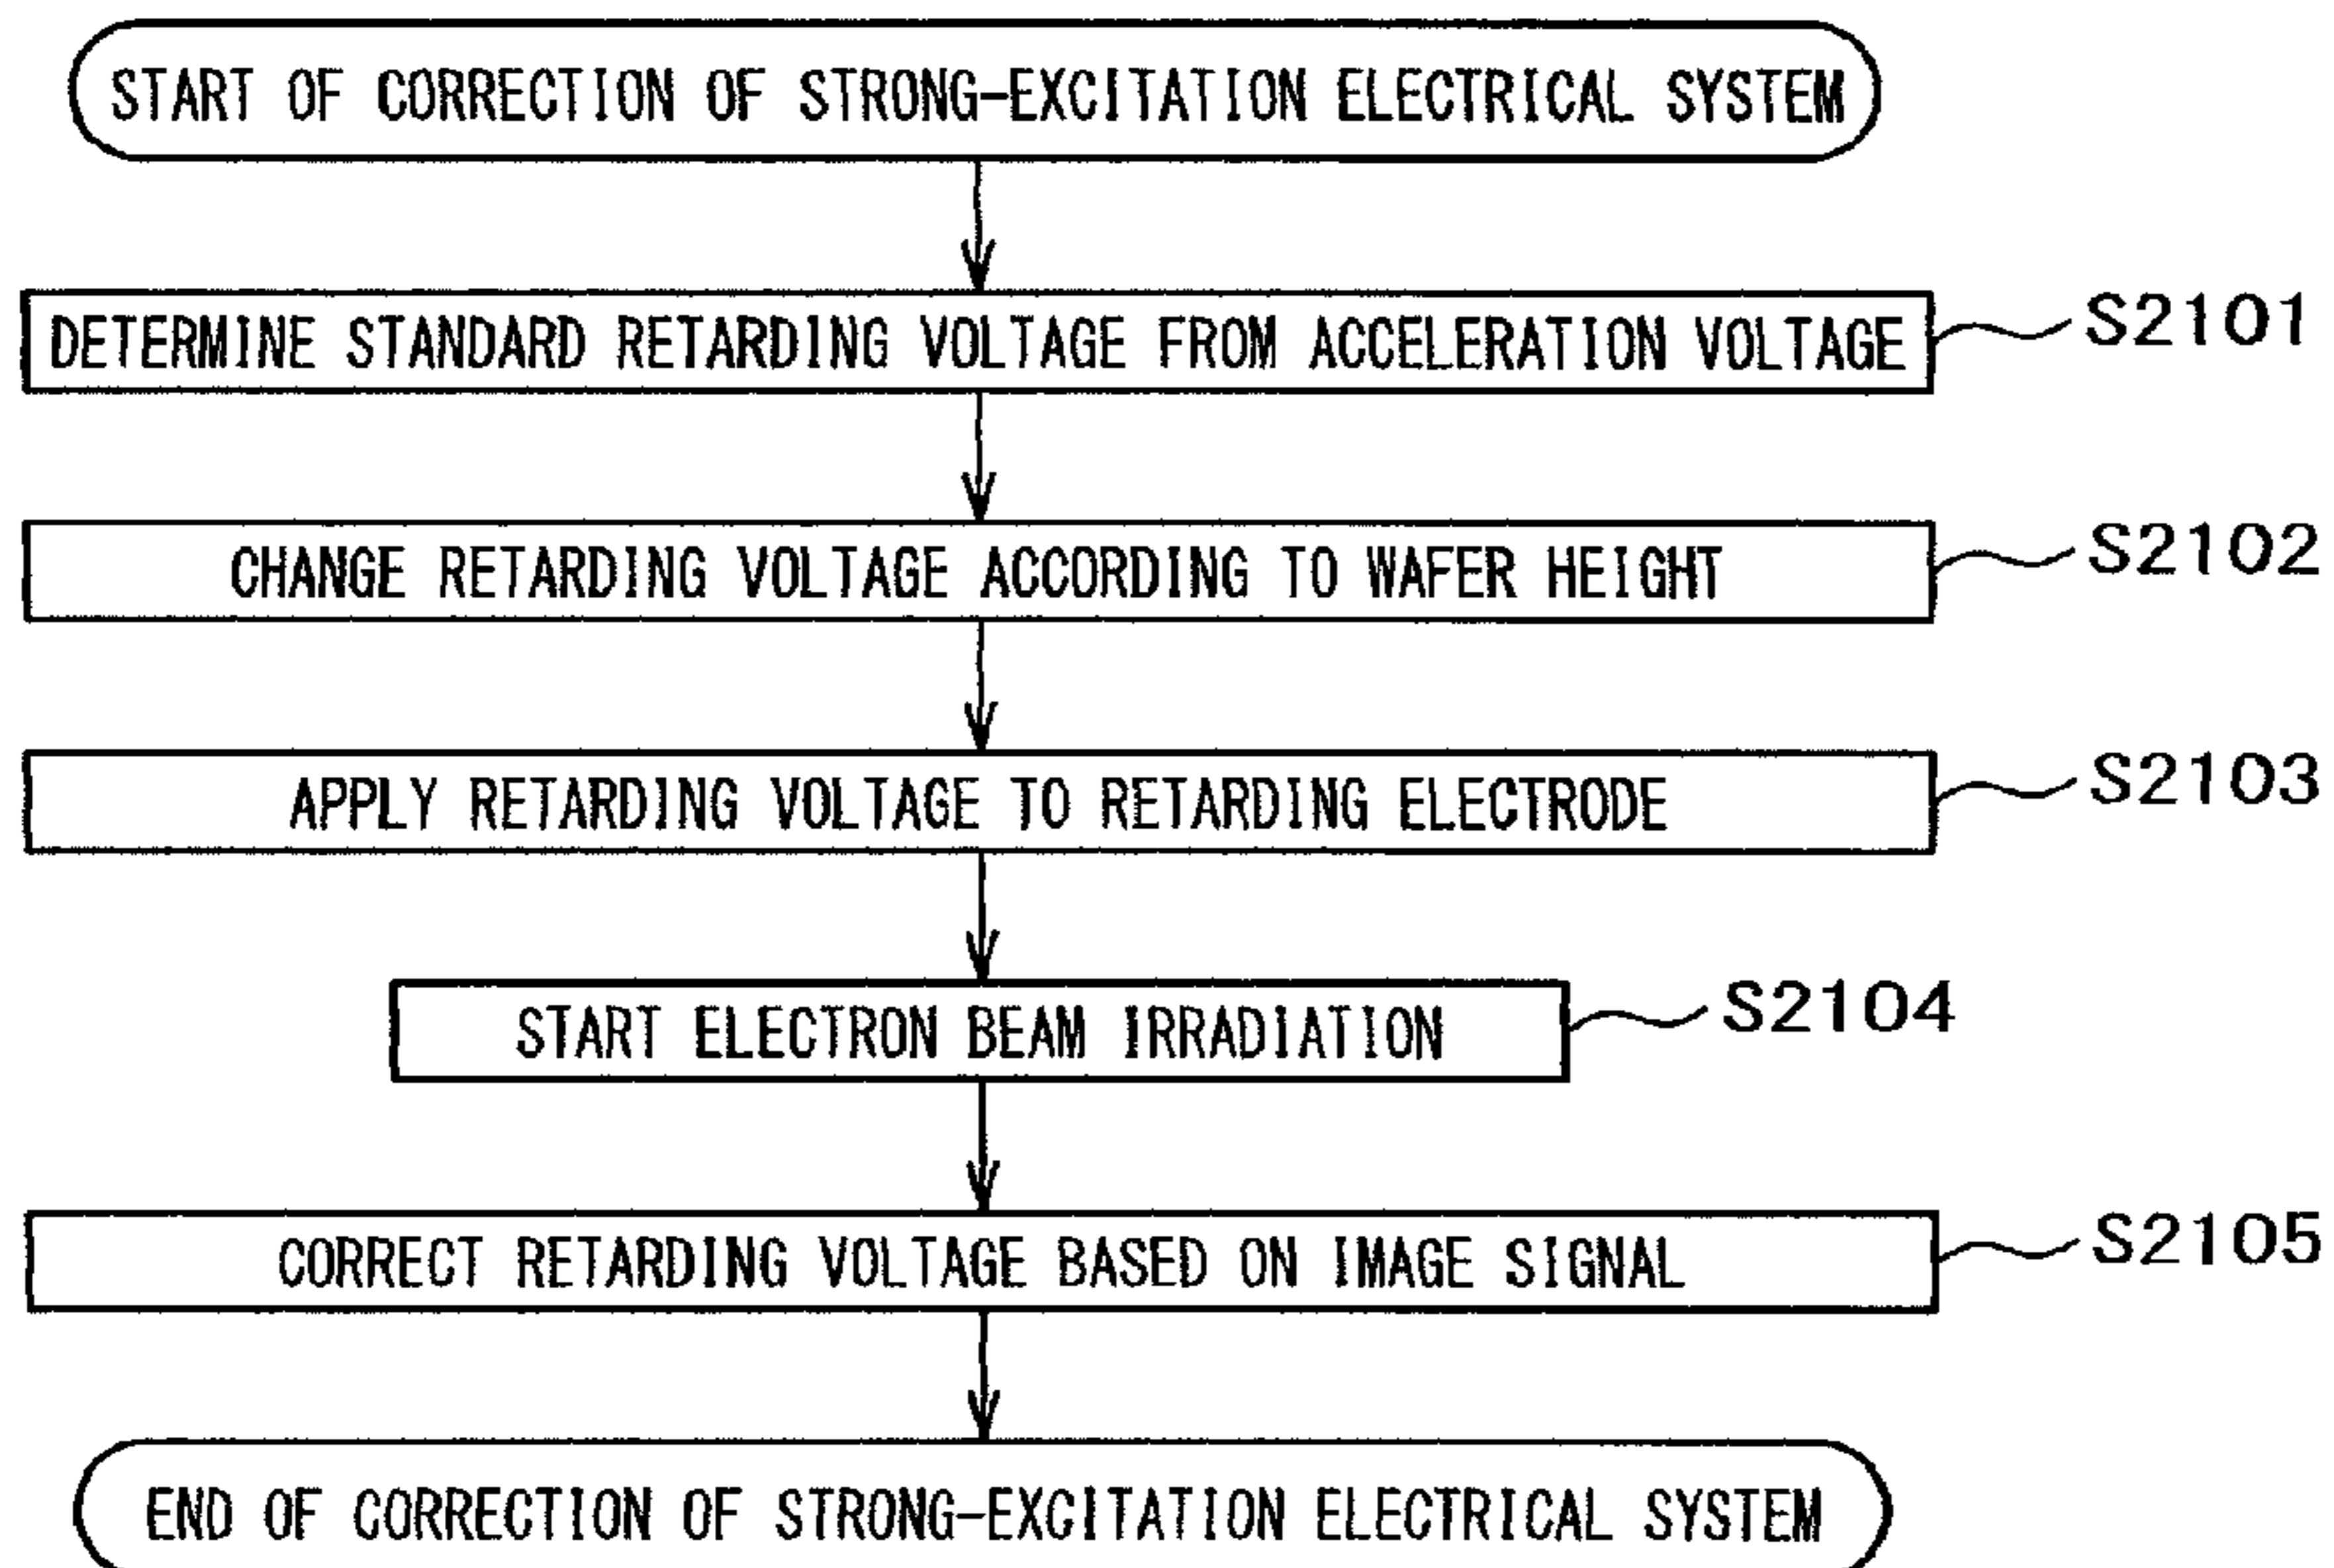 START OF CORRECTION OF STRONG-EXCITATION ELECTRICAL SYSTEM
DETERMINE STANDARD RETARDING VOLTAGE FROM ACCELERATION VOLTAGE S2101
CHANGE RETARDING VOLTAGE ACCORDING TO WAFER HEIGHT S2102
APPLY RETARDING VOLTAGE TO RETARDING ELECTRODE S2103
START ELECTRON BEAM IRRADIATION S2104
CORRECT RETARDING VOLTAGE BASED ON IMAGE SIGNAL S2105
END OF CORRECTION OF STRONG-EXCITATION ELECTRICAL SYSTEM